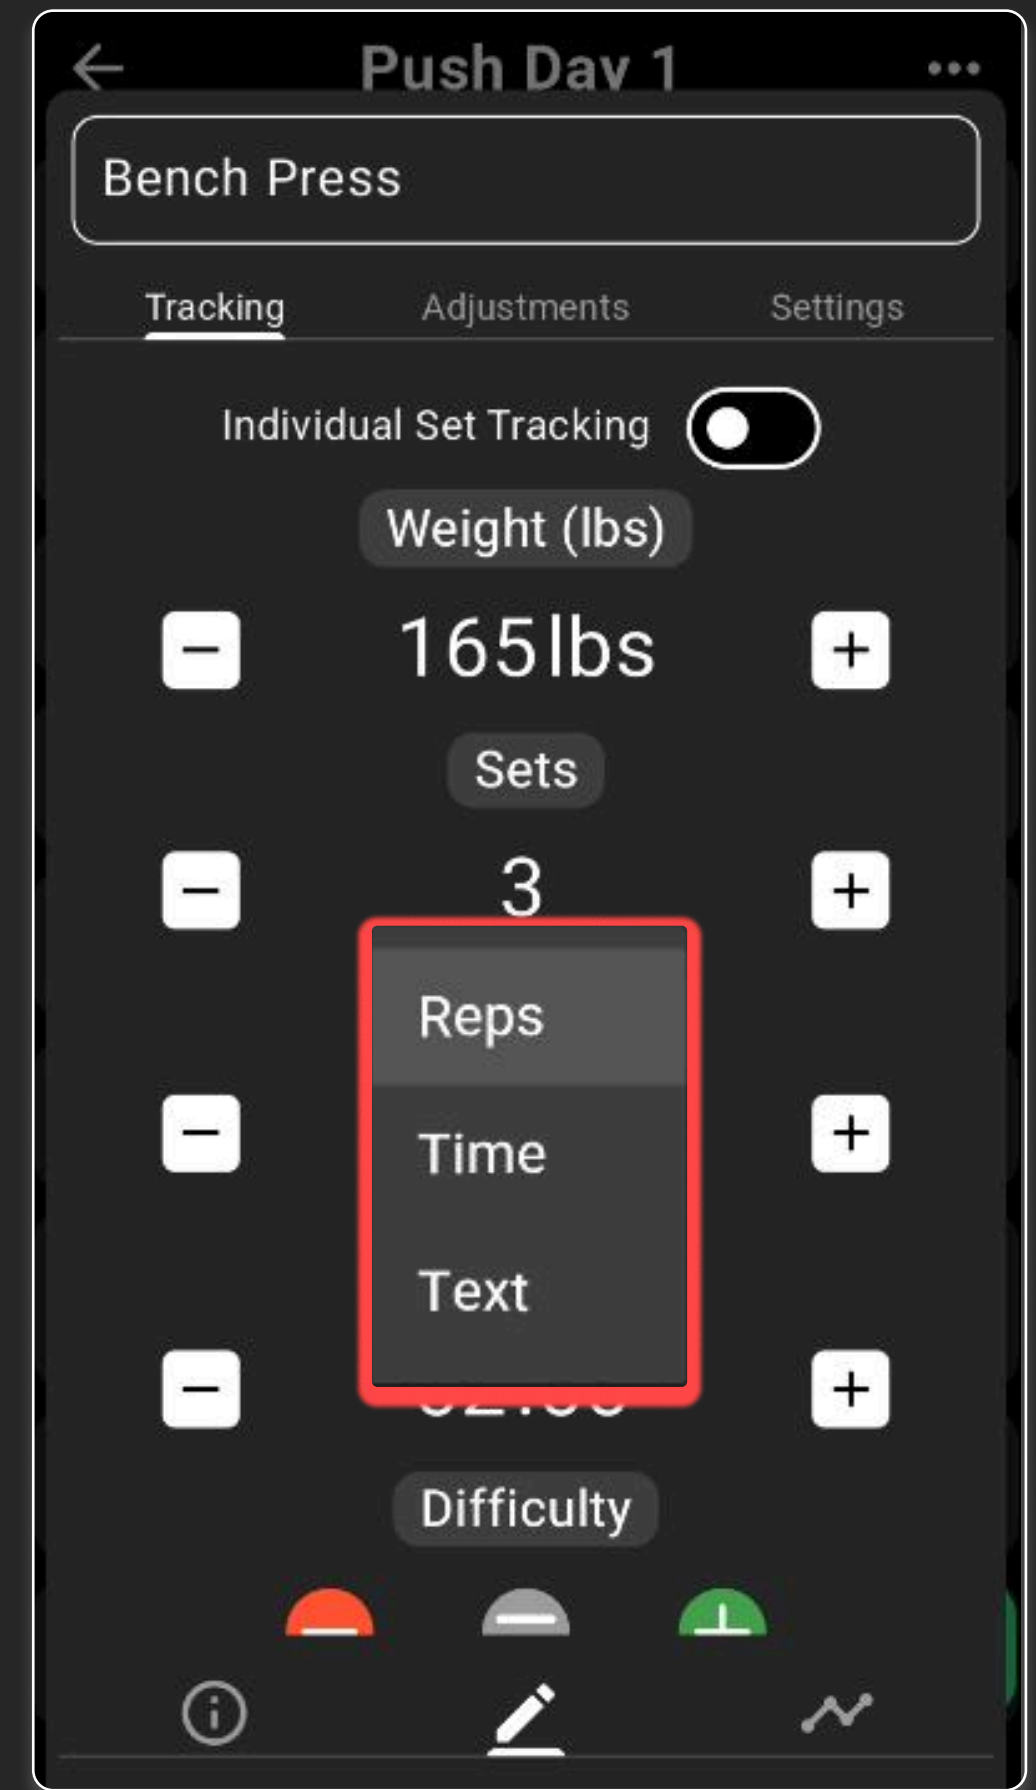 Push Day 1
Bench Press
Tracking Adjustments Settings
Individual Set Tracking
Weight (lbs)
165lbs
Sets
3
Reps
Time
Text
Difficulty